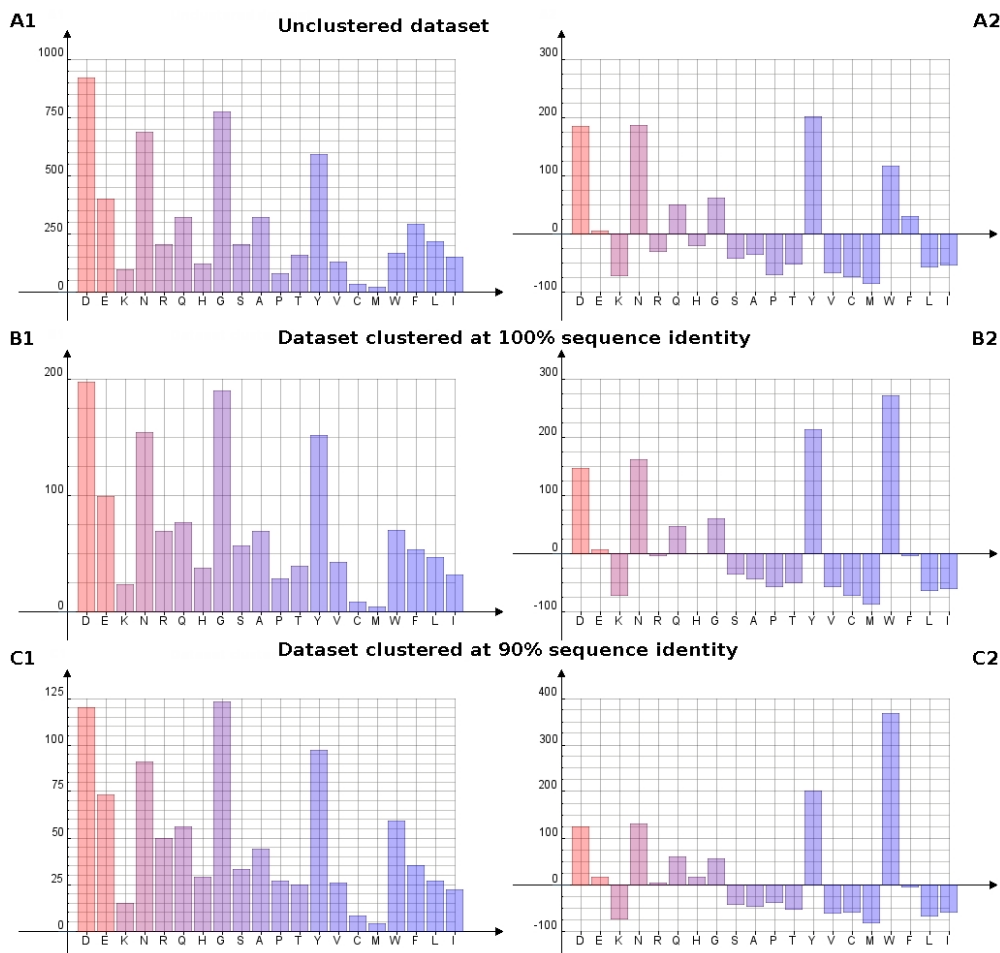 A1 Unclustered dataset A2
1000 300
750 200
500 100
250 0
0 -100
D E K N R Q H G S A P T Y V C M W F L I D E K N R Q H G S A P T Y V C M W F L I
B1 Dataset clustered at 100% sequence identity B2
200 300
200
100 100
0
0 -100
D E K N R Q H G S A P T Y V C M W F L I D E K N R Q H G S A P T Y V C M W F L I
C1 Dataset clustered at 90% sequence identity C2
125 400
100 300
75 200
50 100
25 0
0 -100
D E K N R Q H G S A P T Y V C M W F L I D E K N R Q H G S A P T Y V C M W F L I